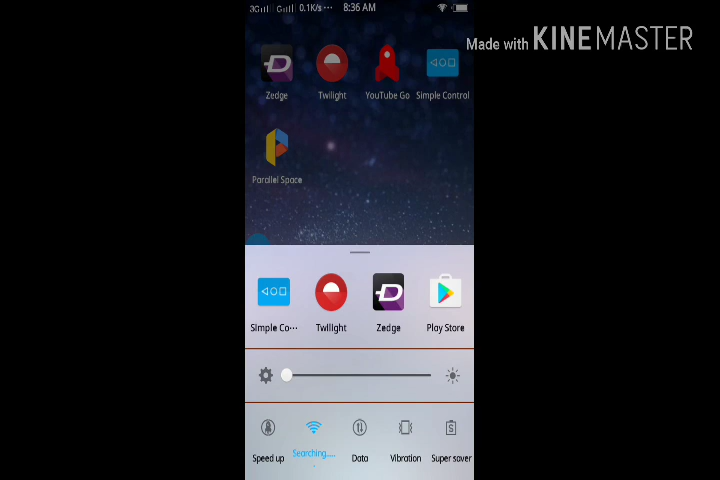 3G 0.1K/s ··· 8:36 AM
Made with KINEMASTER
Zedge Twilight YouTube Go Simple Control
Parallel Space
Simple Co··· Twilight Zedge Play Store
Speed up Searching..... Data Vibration Super saver